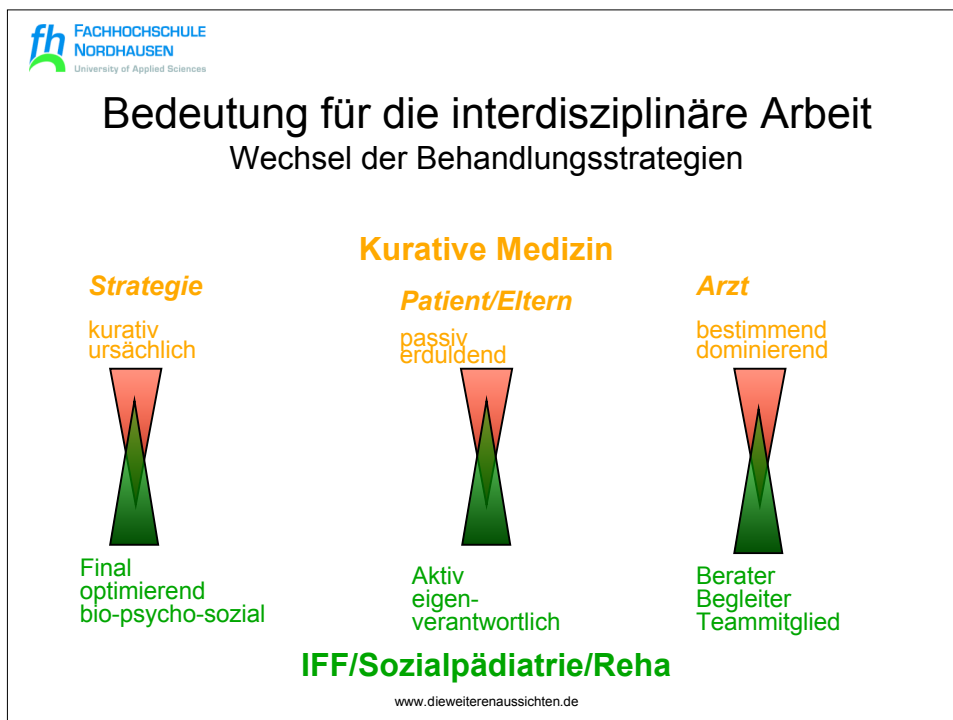 fh FACHHOCHSCHULE
NORDHAUSEN
University of Applied Sciences
Bedeutung für die interdisziplinäre Arbeit
Wechsel der Behandlungsstrategien
Kurative Medizin
Strategie
kurativ
ursächlich
Patient/Eltern
passiv
erduldend
Arzt
bestimmend
dominierend
Final
optimierend
bio-psycho-sozial
Aktiv
eigen-
verantwortlich
Berater
Begleiter
Teammitglied
IFF/Sozialpädiatrie/Reha
www.dieweiterenaussichten.de